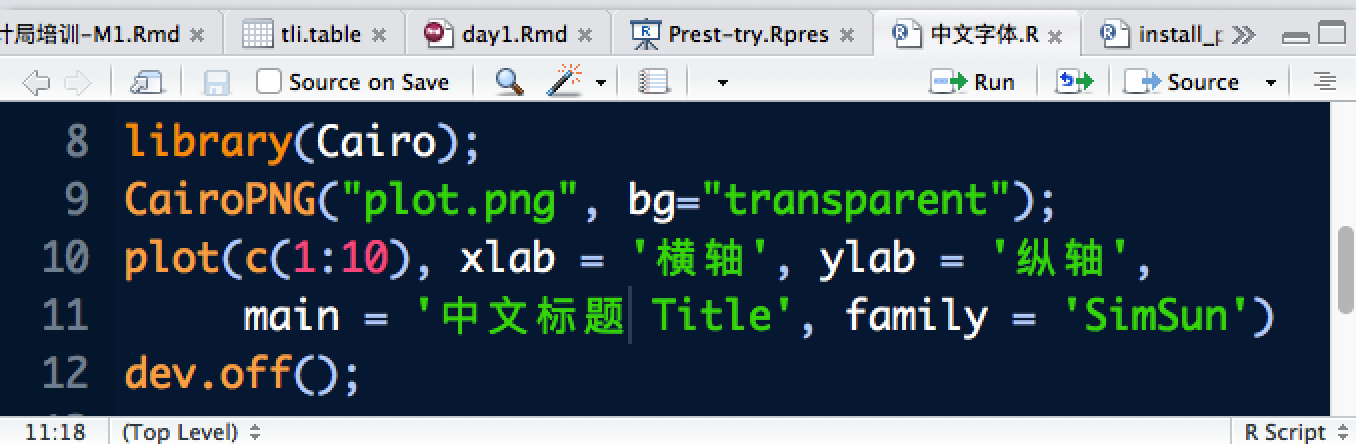 计局培训-M1.Rmd tli.table day1.Rmd Prest-try.Rpres 中文字体.R install_
Source on Save Run Source
8 library(Cairo);
9 CairoPNG("plot.png", bg="transparent");
10 plot(c(1:10), xlab = '横轴', ylab = '纵轴',
11 main = '中文标题 Title', family = 'SimSun')
12 dev.off();
11:18 (Top Level) R Script